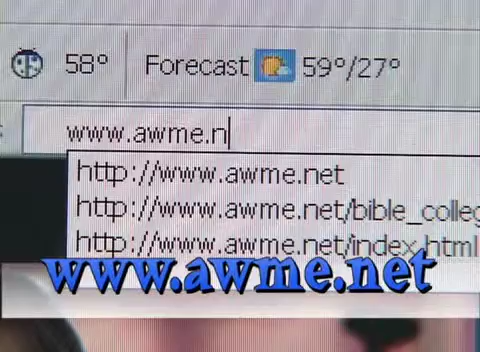 58° Forecast 59°/27°
www.awme.n
http://www.awme.net
http://www.awme.net/bible_colleg
http://www.awme.net/index.html
www.awme.net